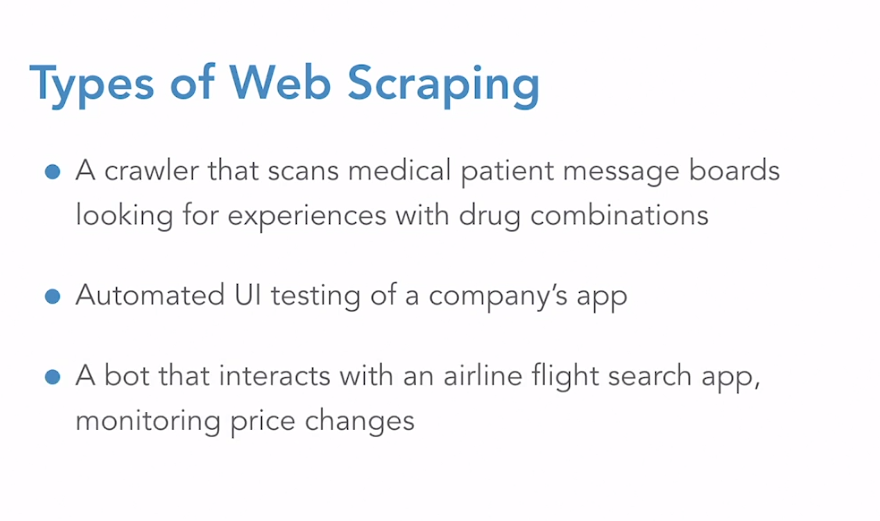 Types of Web Scraping
● A crawler that scans medical patient message boards
looking for experiences with drug combinations
● Automated UI testing of a company’s app
● A bot that interacts with an airline flight search app,
monitoring price changes